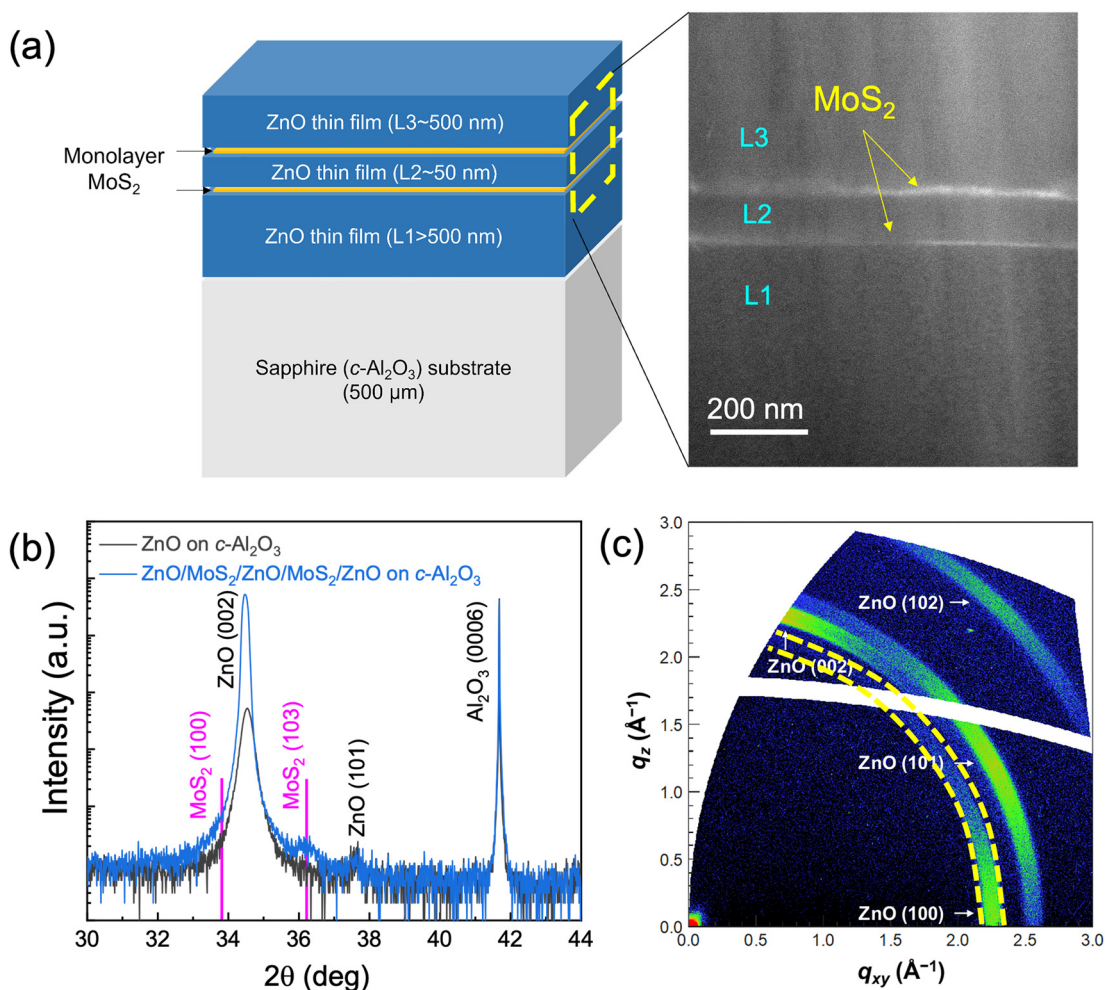 (a)
ZnO thin film (L3~500 nm)
Monolayer
MoS₂
ZnO thin film (L2~50 nm)
ZnO thin film (L1>500 nm)
Sapphire (c-Al₂O₃) substrate
(500 μm)
MoS₂
L3
L2
L1
200 nm
(b)
ZnO on c-Al₂O₃
ZnO/MoS₂/ZnO/MoS₂/ZnO on c-Al₂O₃
Intensity (a.u.)
MoS₂ (100)
ZnO (002)
MoS₂ (103)
ZnO (101)
Al₂O₃ (0006)
30 32 34 36 38 40 42 44
2θ (deg)
(c)
3.0
2.5
2.0
1.5
1.0
0.5
0.0
qz (Å⁻¹)
ZnO (102)
ZnO (002)
ZnO (101)
ZnO (100)
0.0 0.5 1.0 1.5 2.0 2.5 3.0
qxy (Å⁻¹)